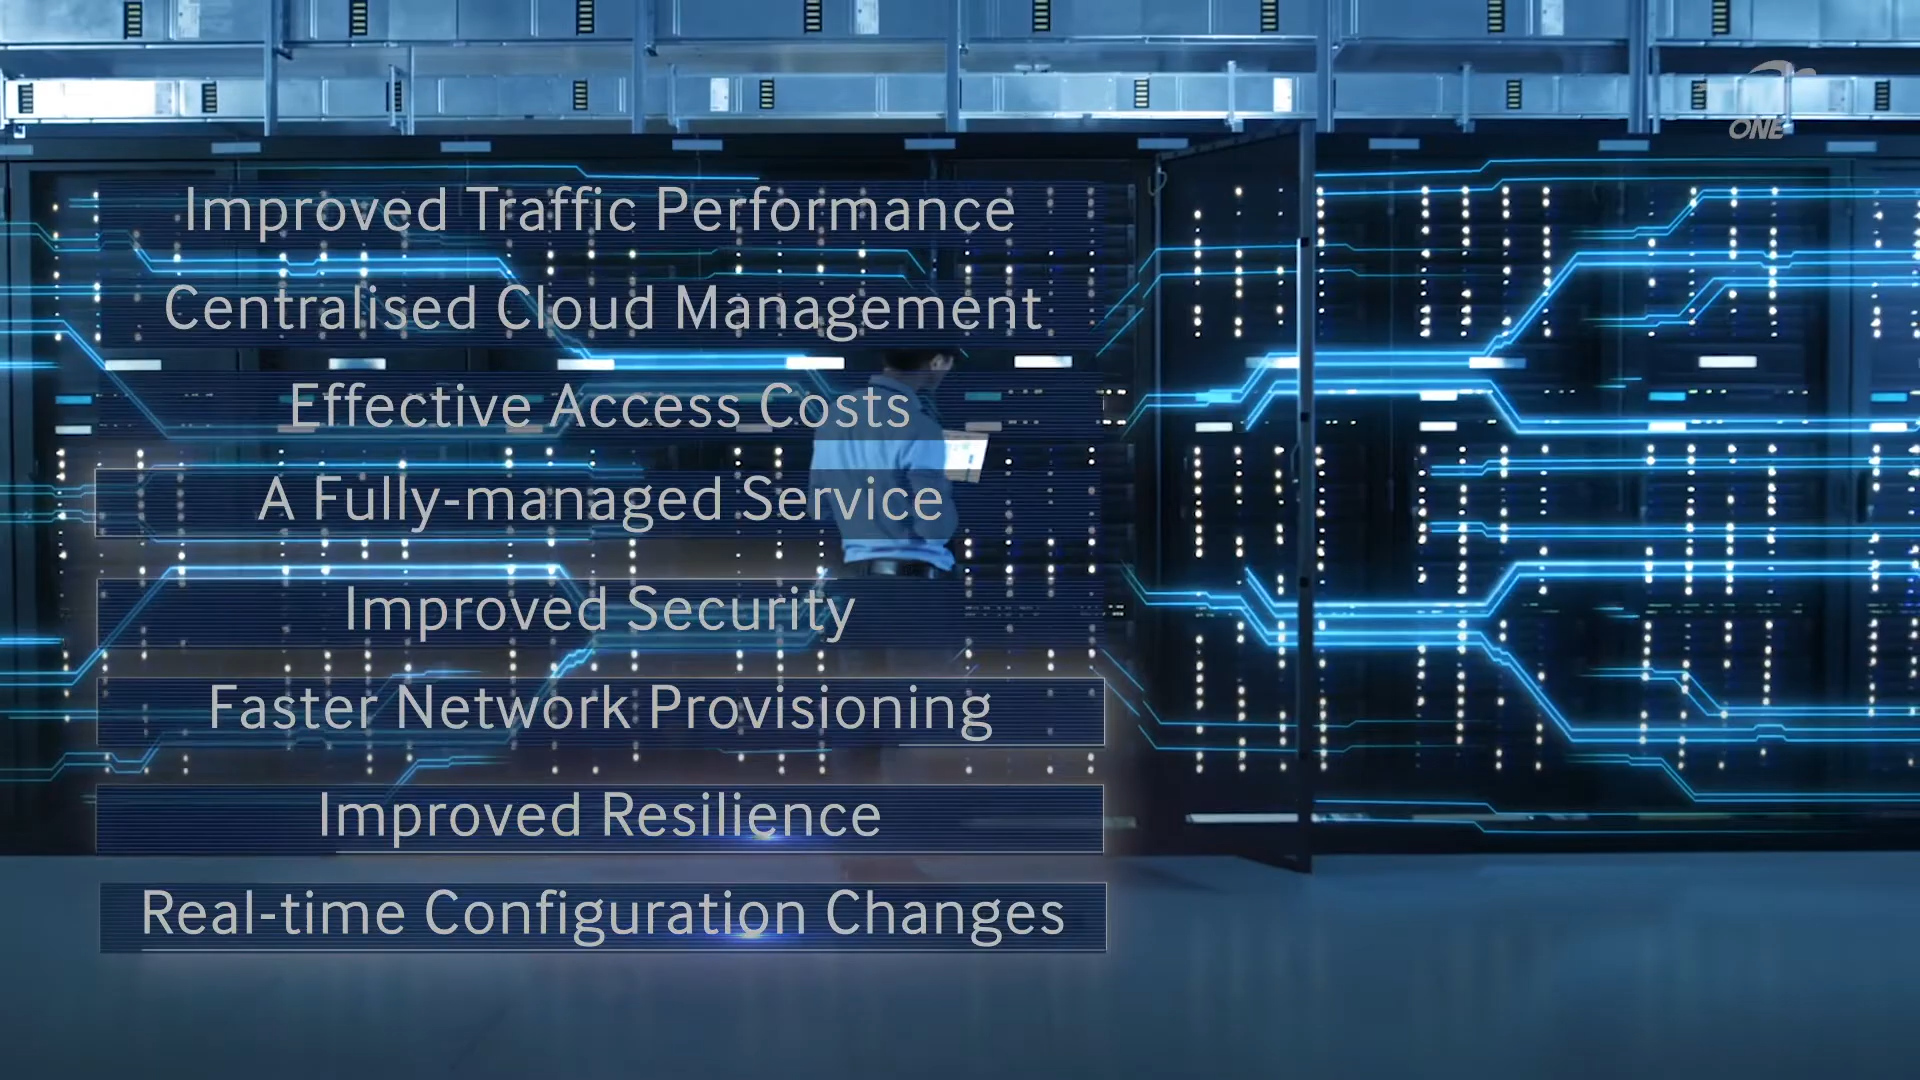 ONE
Improved Traffic Performance
Centralised Cloud Management
Effective Access Costs
A Fully-managed Service
Improved Security
Faster Network Provisioning
Improved Resilience
Real-time Configuration Changes